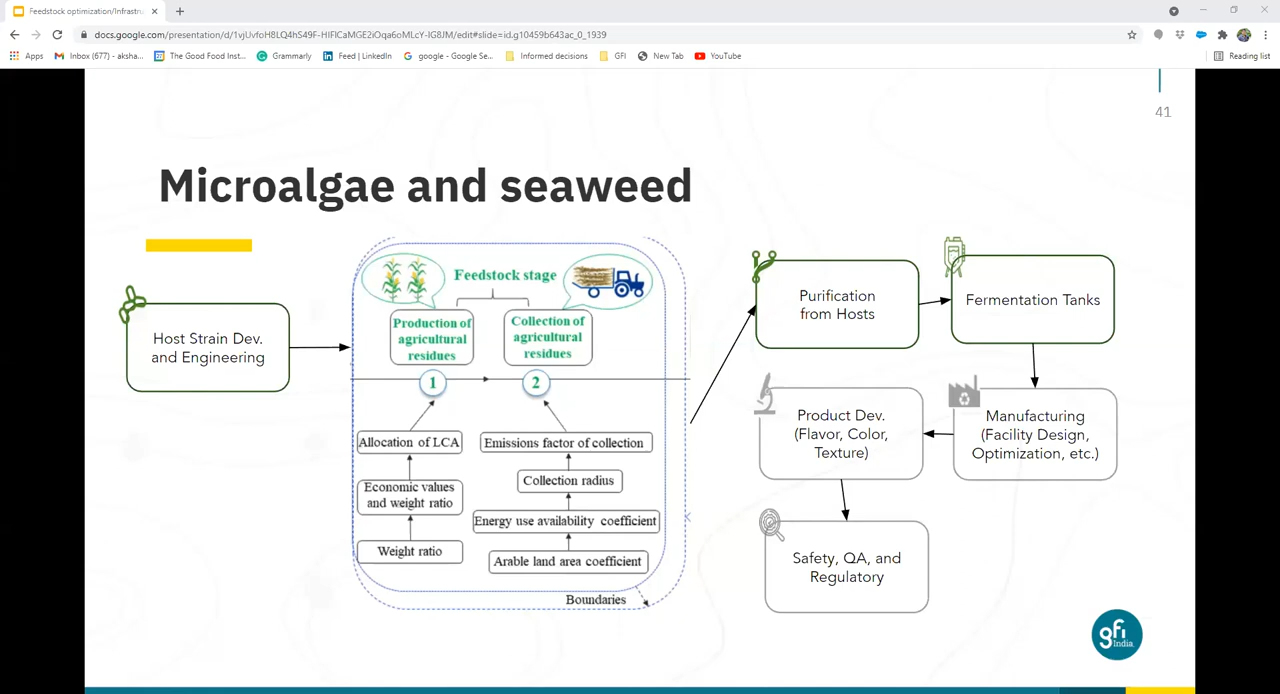 Feedstock optimization/Infrastru
docs.google.com/presentation/d/1vjUvfoH8LQ4hS49F-HIFlCaMGE2iOqa6oMLcY-IG8JM/edit#slide=id.g10459b643ac_0_1939
Apps
Inbox (677) - aksha...
The Good Food Inst...
Grammarly
Feed | LinkedIn
google - Google Se...
Informed decisions
GFI
New Tab
YouTube
Reading list
41
Microalgae and seaweed
Host Strain Dev.
and Engineering
Feedstock stage
Production of
agricultural
residues
Collection of
agricultural
residues
1
2
Allocation of LCA
Economic values
and weight ratio
Weight ratio
Emissions factor of collection
Collection radius
Energy use availability coefficient
Arable land area coefficient
Boundaries
Purification
from Hosts
Fermentation Tanks
Manufacturing
(Facility Design,
Optimization, etc.)
Product Dev.
(Flavor, Color,
Texture)
Safety, QA, and
Regulatory
gfi
India.